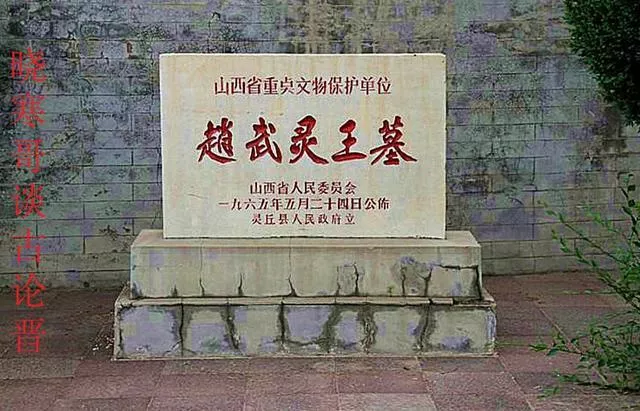 山西省重点文物保护单位
趙武灵王墓
山西省人民委员会
一九六五年五月二十四日公佈
灵丘县人民政府立
晓寒哥谈古论晋